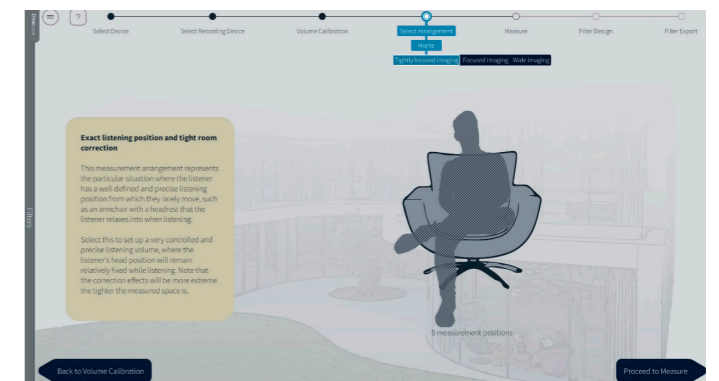 Dirac Live
?
Select Device
Select Recording Device
Volume Calibration
Select Arrangement
Measure
Filter Design
Filter Export
Home
Tightly focused imaging Focused imaging Wide imaging
Exact listening position and tight room
correction
This measurement arrangement represents
the particular situation where the listener
has a well-defined and precise listening
position from which they rarely move, such
as an armchair with a headrest that the
listener relaxes into when listening.
Select this to set up a very controlled and
precise listening volume, where the
listener's head position will remain
relatively fixed while listening. Note that
the correction effects will be more extreme
the tighter the measured space is.
Filters
9 measurement positions
Back to Volume Calibration
Proceed to Measure